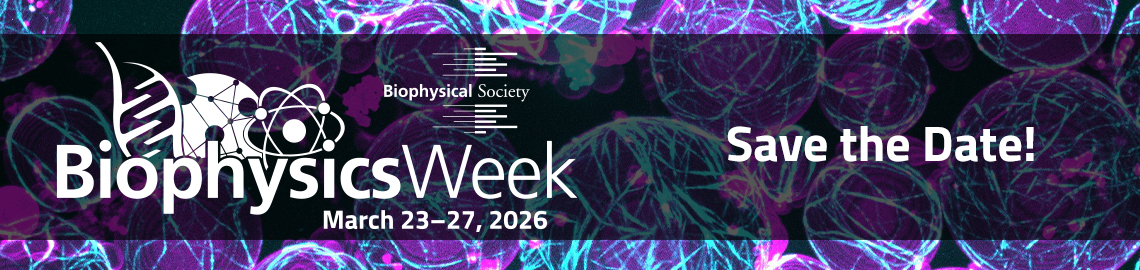 Biophysical Society
BiophysicsWeek
March 23–27, 2026
Save the Date!